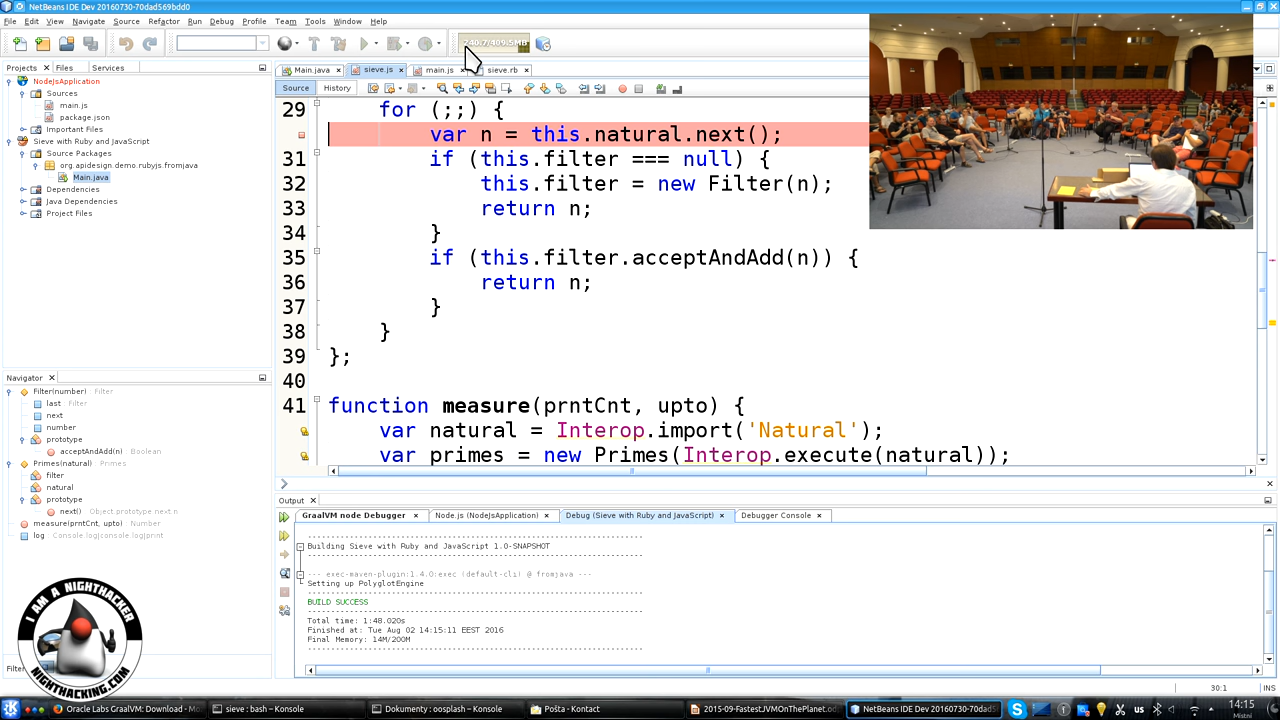 NetBeans IDE Dev 20160730-70dad569bdd0
File Edit View Navigate Source Refactor Run Debug Profile Team Tools Window Help
240.7/409.5MB
Projects Files Services
NodeJsApplication
Sources
main.js
package.json
Important Files
Sieve with Ruby and JavaScript
Source Packages
org.apidesign.demo.rubyjs.fromjava
Main.java
Dependencies
Java Dependencies
Project Files
Main.java sieve.js main.js sieve.rb
Source History
29 for (;;) {
var n = this.natural.next();
31 if (this.filter === null) {
32 this.filter = new Filter(n);
33 return n;
34 }
35 if (this.filter.acceptAndAdd(n)) {
36 return n;
37 }
38 }
39 };
40
41 function measure(prntCnt, upto) {
var natural = Interop.import('Natural');
var primes = new Primes(Interop.execute(natural));
Navigator
Filter(number) Filter
last Filter
next
number
prototype
acceptAndAdd(n) Boolean
Primes(natural) Primes
filter
natural
prototype
next() Object.prototype.next.n
measure(prntCnt, upto) Number
log Console.log|console.log|print
Filter
I AM A NIGHTHACKER
NIGHTHACKING.COM
Output
GraalVM node Debugger Node.js (NodeJsApplication) Debug (Sieve with Ruby and JavaScript) Debugger Console
------------------------------------------------------------------------
Building Sieve with Ruby and JavaScript 1.0-SNAPSHOT
------------------------------------------------------------------------
--- exec-maven-plugin:1.4.0:exec (default-cli) @ fromjava ---
Setting up PolyglotEngine
------------------------------------------------------------------------
BUILD SUCCESS
------------------------------------------------------------------------
Total time: 1:48.020s
Finished at: Tue Aug 02 14:15:11 EEST 2016
Final Memory: 14M/200M
------------------------------------------------------------------------
30:1 INS
Oracle Labs GraalVM: Download - Mo sieve : bash – Konsole Dokumenty : oosplash – Konsole Pošta - Kontact 2015-09-FastestJVMOnThePlanet.od NetBeans IDE Dev 20160730-70dad5 us 14:15
Místní